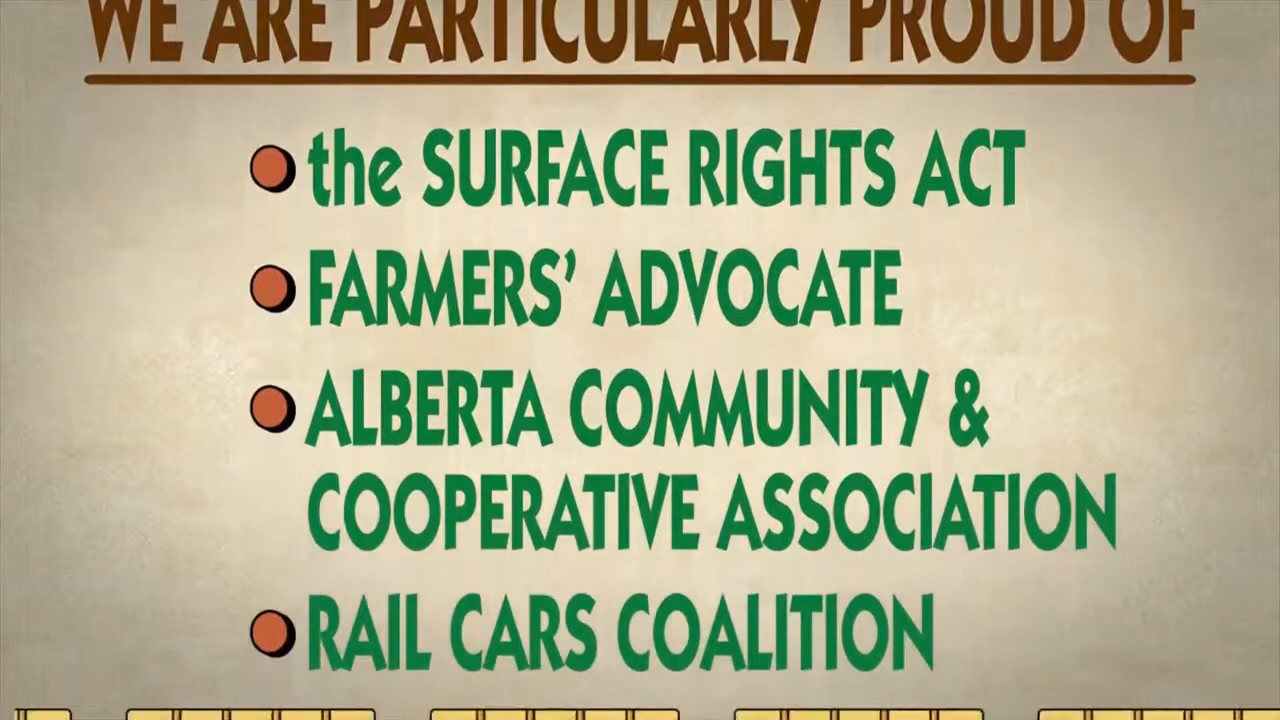 WE ARE PARTICULARLY PROUD OF
the SURFACE RIGHTS ACT
FARMERS’ ADVOCATE
ALBERTA COMMUNITY &
COOPERATIVE ASSOCIATION
RAIL CARS COALITION